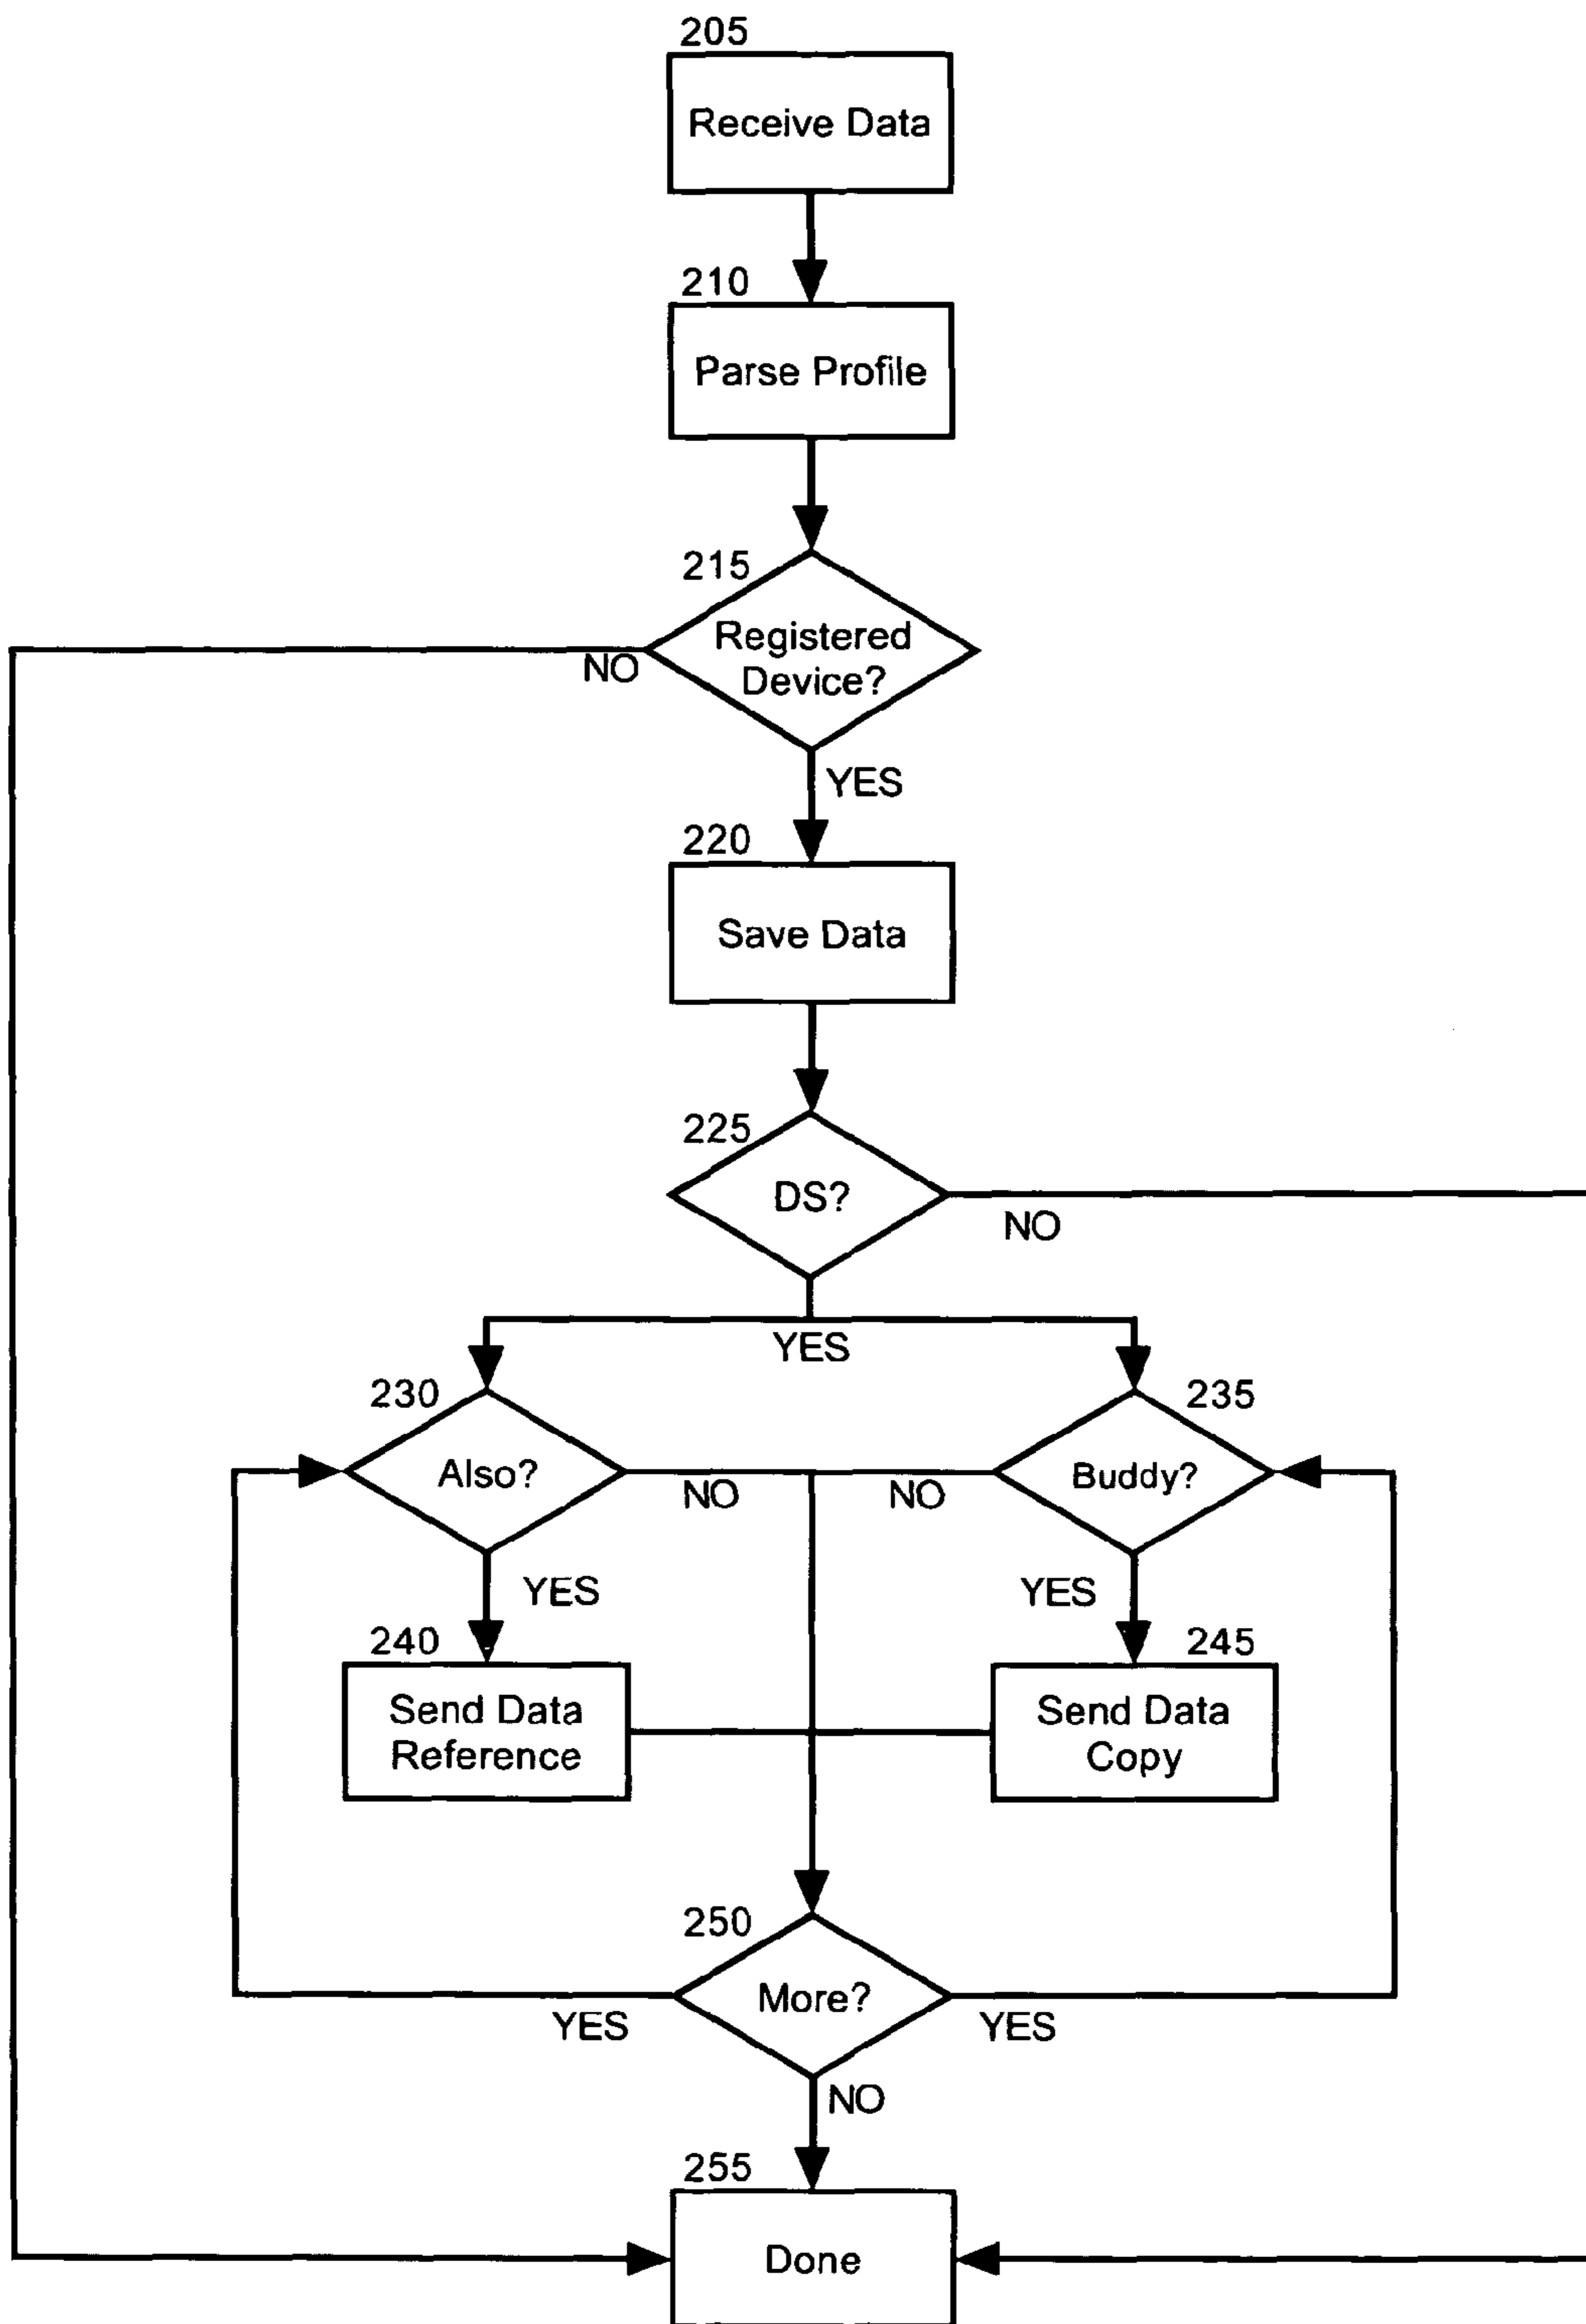 205
Receive Data
210
Parse Profile
215
Registered
Device?
NO
YES
220
Save Data
225
DS?
NO
YES
230
235
Also?
NO
NO
Buddy?
YES
YES
240
245
Send Data
Reference
Send Data
Copy
250
More?
YES
YES
NO
255
Done